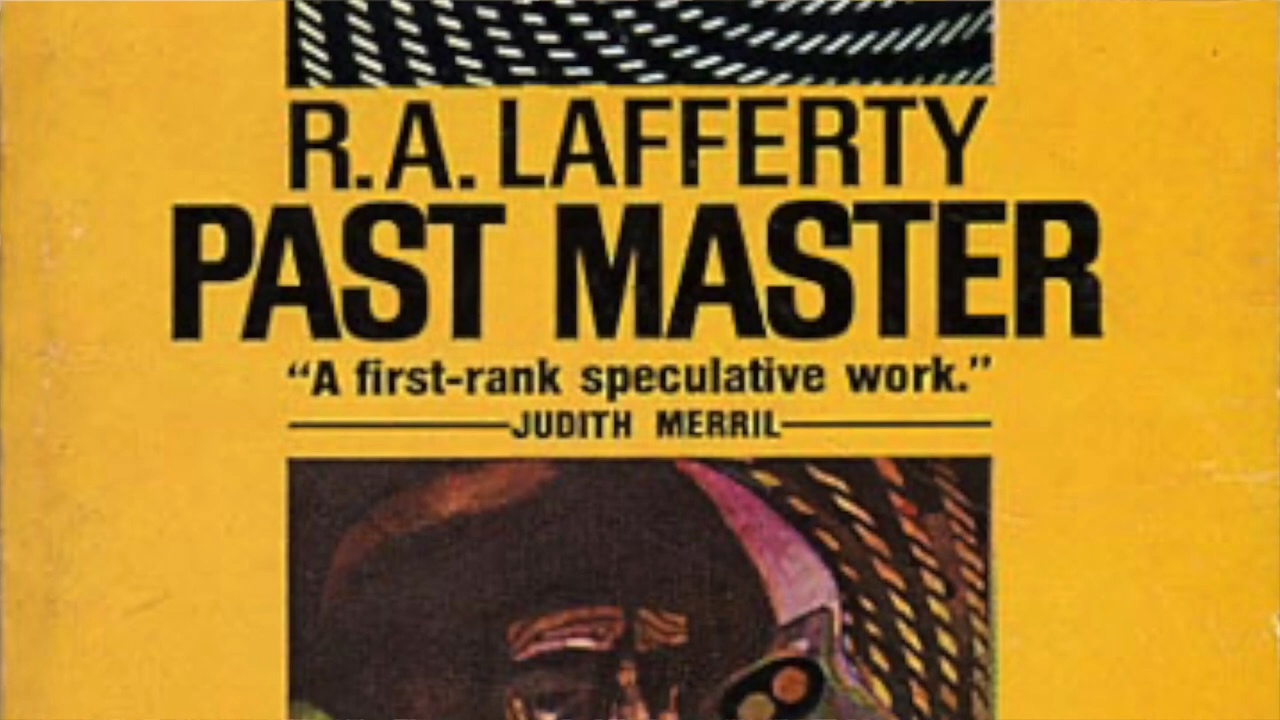 R.A. LAFFERTY
PAST MASTER
“A first-rank speculative work.”
JUDITH MERRIL